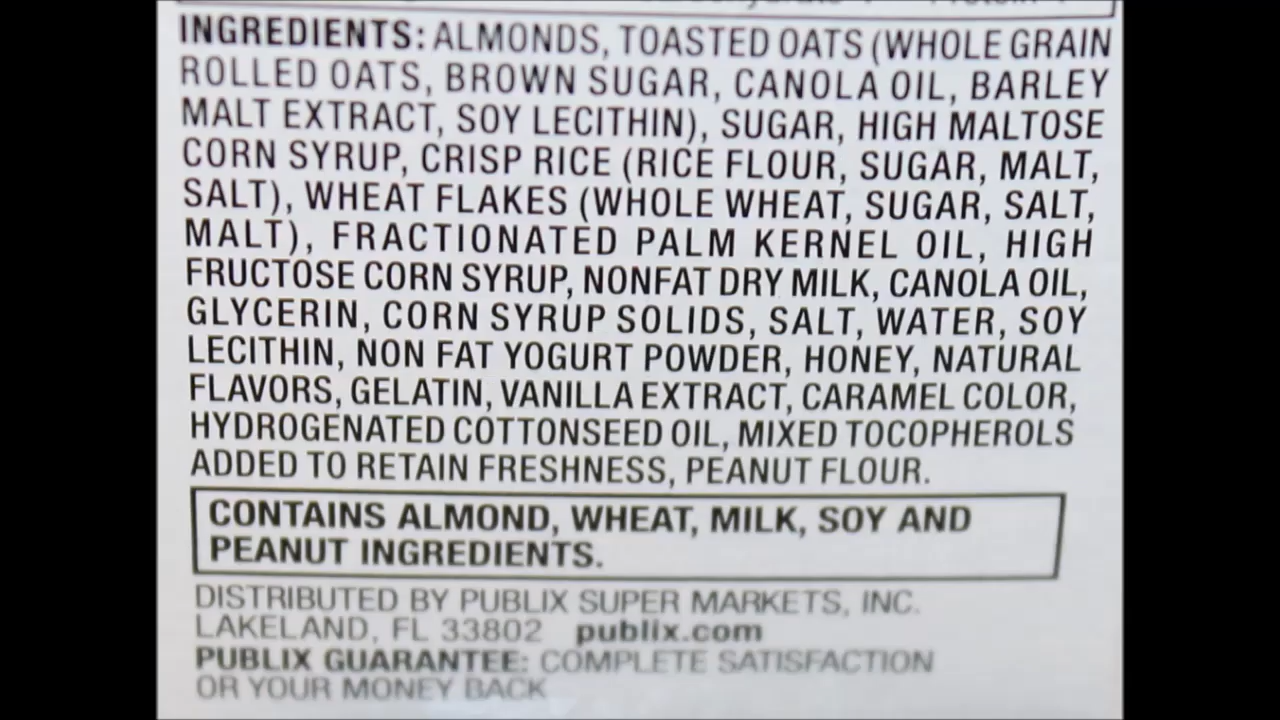 INGREDIENTS: ALMONDS, TOASTED OATS (WHOLE GRAIN
ROLLED OATS, BROWN SUGAR, CANOLA OIL, BARLEY
MALT EXTRACT, SOY LECITHIN), SUGAR, HIGH MALTOSE
CORN SYRUP, CRISP RICE (RICE FLOUR, SUGAR, MALT,
SALT), WHEAT FLAKES (WHOLE WHEAT, SUGAR, SALT,
MALT), FRACTIONATED PALM KERNEL OIL, HIGH
FRUCTOSE CORN SYRUP, NONFAT DRY MILK, CANOLA OIL,
GLYCERIN, CORN SYRUP SOLIDS, SALT, WATER, SOY
LECITHIN, NON FAT YOGURT POWDER, HONEY, NATURAL
FLAVORS, GELATIN, VANILLA EXTRACT, CARAMEL COLOR,
HYDROGENATED COTTONSEED OIL, MIXED TOCOPHEROLS
ADDED TO RETAIN FRESHNESS, PEANUT FLOUR.
CONTAINS ALMOND, WHEAT, MILK, SOY AND
PEANUT INGREDIENTS.
DISTRIBUTED BY PUBLIX SUPER MARKETS, INC.
LAKELAND, FL 33802 publix.com
PUBLIX GUARANTEE: COMPLETE SATISFACTION
OR YOUR MONEY BACK